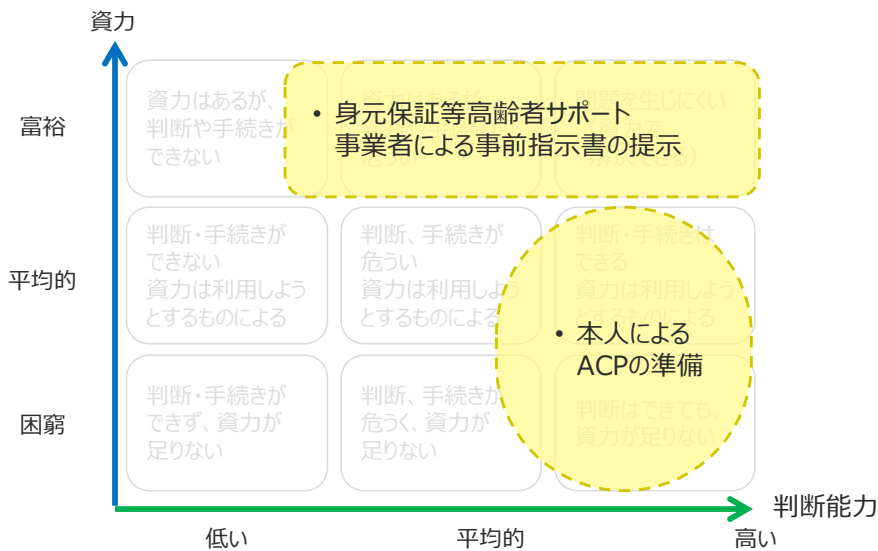 資力
富裕
資力はあるが、
判断や手続きが
できない
• 身元保証等高齢者サポート
事業者による事前指示書の提示
平均的
判断・手続きが
できない
資力は利用しよう
とするものによる
判断、手続きが
危うい
資力は利用しよう
とするものによる
判断・手続きは
できる
資力は利用しよう
とするものによる
• 本人による
ACPの準備
困窮
判断・手続きが
できず、資力が
足りない
判断、手続きが
危うく、資力が
足りない
判断はできても、
資力が足りない
判断能力
低い
平均的
高い